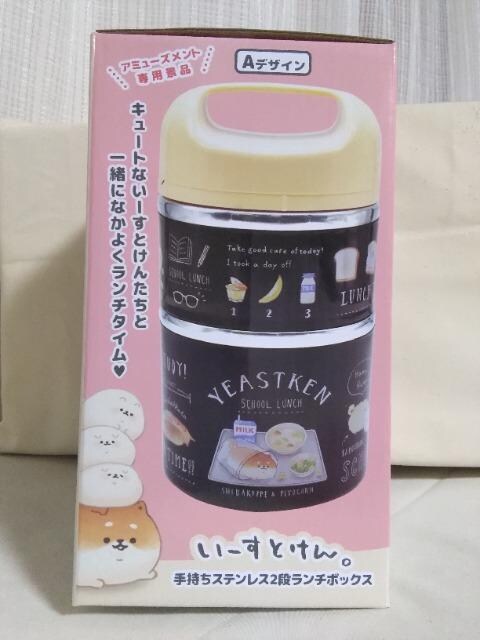 アミューズメント
専用景品
Aデザイン
キュートないーすとけんたちと
一緒になかよくランチタイム♥
SCHOOL LUNCH
Take good care of today!
I took a day off
MILK
1 2 3
LUNCH
YEASTKEN
SCHOOL LUNCH
MILK
SHIBAKOPPE & PIYOCORN
TIME!!
いーすとけん。
手持ちステンレス2段ランチボックス